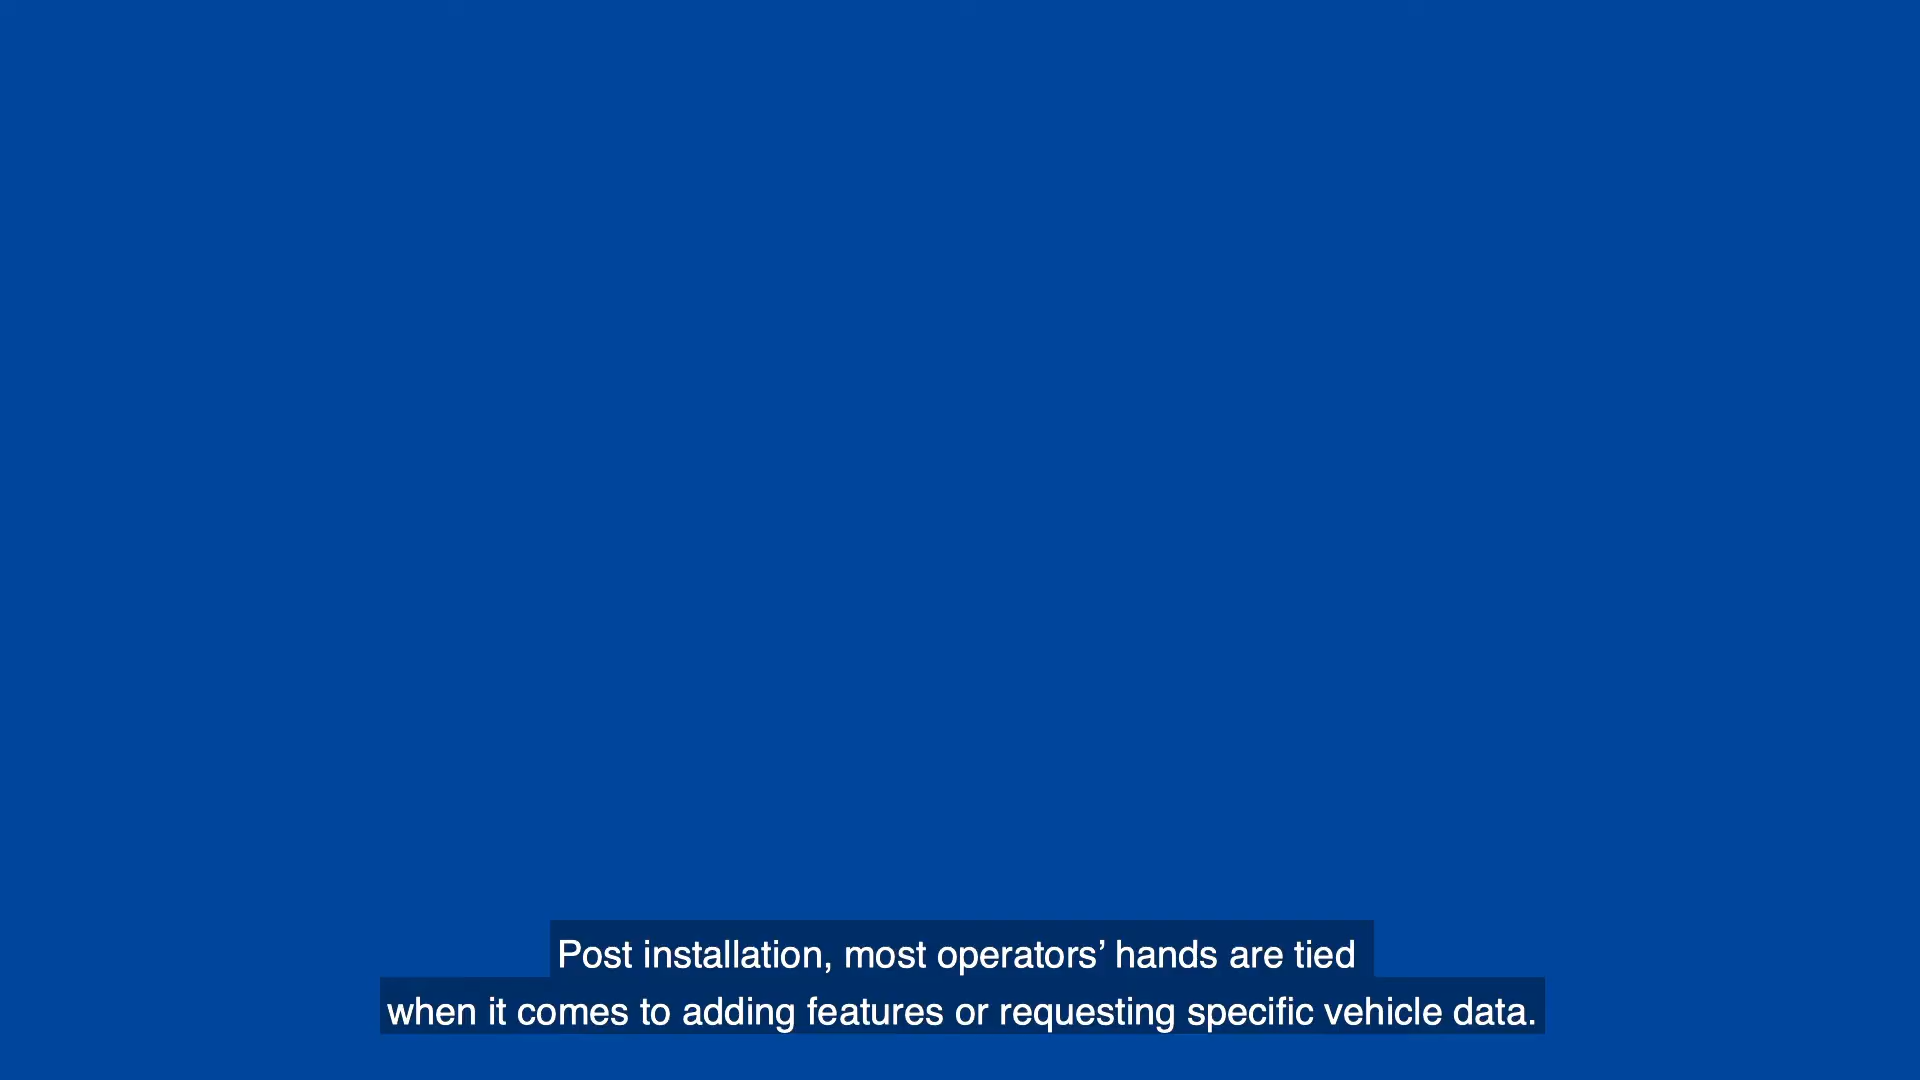 Post installation, most operators’ hands are tied
when it comes to adding features or requesting specific vehicle data.